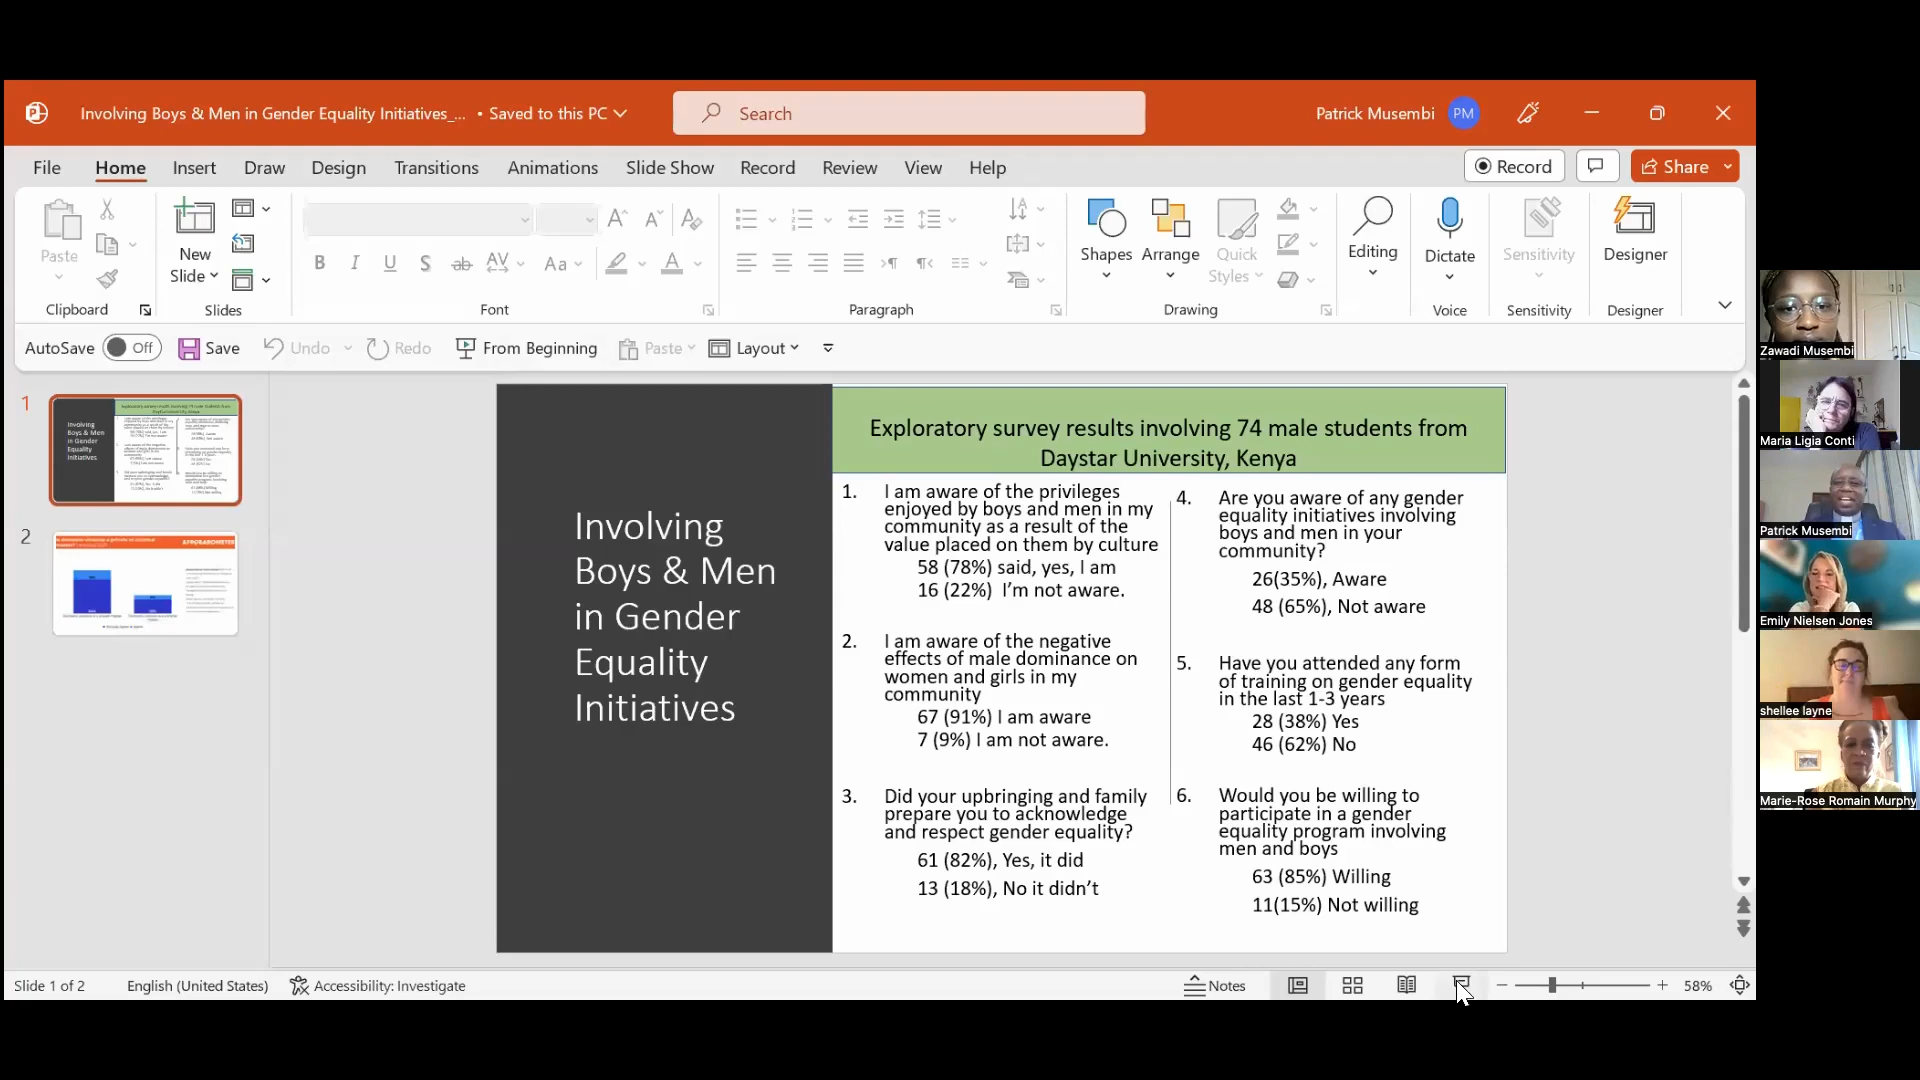 Involving Boys & Men in Gender Equality Initiatives_... • Saved to this PC
Search
Patrick Musembi PM
File Home Insert Draw Design Transitions Animations Slide Show Record Review View Help
Record
Share
Paste
New
Slide
Shapes
Arrange
Quick
Styles
Editing
Dictate
Sensitivity
Designer
Clipboard
Slides
Font
Paragraph
Drawing
Voice
Sensitivity
Designer
AutoSave Off Save Undo Redo From Beginning Paste Layout
1
Involving
Boys & Men
in Gender
Equality
Initiatives
2
AFROBAROMETER
Involving
Boys & Men
in Gender
Equality
Initiatives
Exploratory survey results involving 74 male students from
Daystar University, Kenya
1. I am aware of the privileges
enjoyed by boys and men in my
community as a result of the
value placed on them by culture
58 (78%) said, yes, I am
16 (22%) I'm not aware.
2. I am aware of the negative
effects of male dominance on
women and girls in my
community
67 (91%) I am aware
7 (9%) I am not aware.
3. Did your upbringing and family
prepare you to acknowledge
and respect gender equality?
61 (82%), Yes, it did
13 (18%), No it didn't
4. Are you aware of any gender
equality initiatives involving
boys and men in your
community?
26(35%), Aware
48 (65%), Not aware
5. Have you attended any form
of training on gender equality
in the last 1-3 years
28 (38%) Yes
46 (62%) No
6. Would you be willing to
participate in a gender
equality program involving
men and boys
63 (85%) Willing
11(15%) Not willing
Zawadi Musembi
Maria Ligia Conti
Patrick Musembi
Emily Nielsen Jones
shellee layne
Marie-Rose Romain Murphy
Slide 1 of 2 English (United States) Accessibility: Investigate Notes 58%